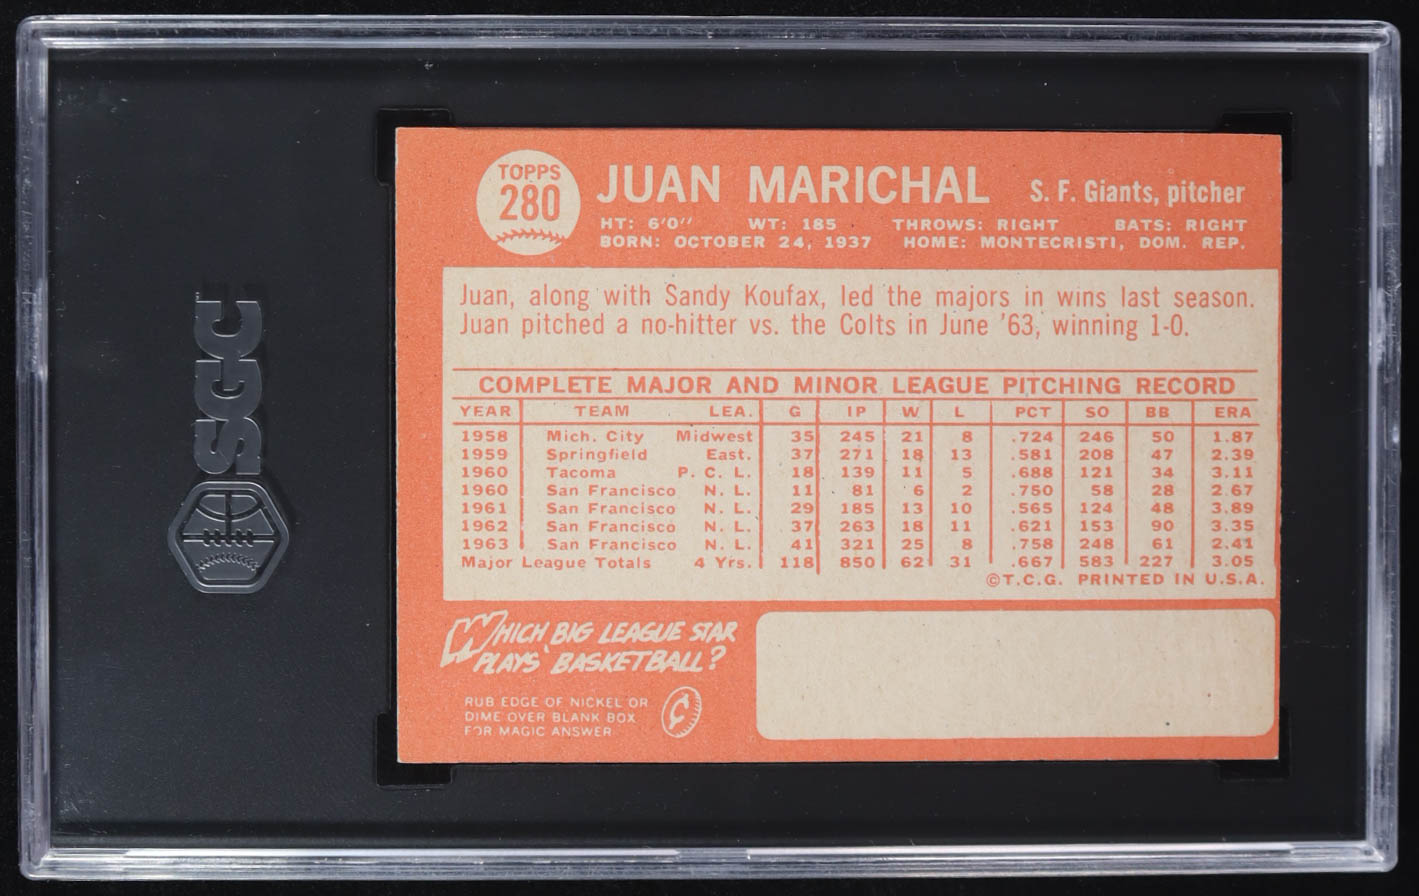 SGC
TOPPS
280
JUAN MARICHAL S. F. Giants, pitcher
HT: 6'0" WT: 185 THROWS: RIGHT BATS: RIGHT
BORN: OCTOBER 24, 1937 HOME: MONTECRISTI, DOM. REP.
Juan, along with Sandy Koufax, led the majors in wins last season.
Juan pitched a no-hitter vs. the Colts in June '63, winning 1-0.
COMPLETE MAJOR AND MINOR LEAGUE PITCHING RECORD
YEAR TEAM LEA. G IP W L PCT SO BB ERA
1958 Mich. City Midwest 35 245 21 8 .724 246 50 1.87
1959 Springfield East. 37 271 18 13 .581 208 47 2.39
1960 Tacoma P. C. L. 18 139 11 5 .688 121 34 3.11
1960 San Francisco N. L. 11 81 6 2 .750 58 28 2.67
1961 San Francisco N. L. 29 185 13 10 .565 124 48 3.89
1962 San Francisco N. L. 37 263 18 11 .621 153 90 3.35
1963 San Francisco N. L. 41 321 25 8 .758 248 61 2.41
Major League Totals 4 Yrs. 118 850 62 31 .667 583 227 3.05
©T.C.G. PRINTED IN U.S.A.
WHICH BIG LEAGUE STAR
PLAYS BASKETBALL?
RUB EDGE OF NICKEL OR
DIME OVER BLANK BOX
FOR MAGIC ANSWER